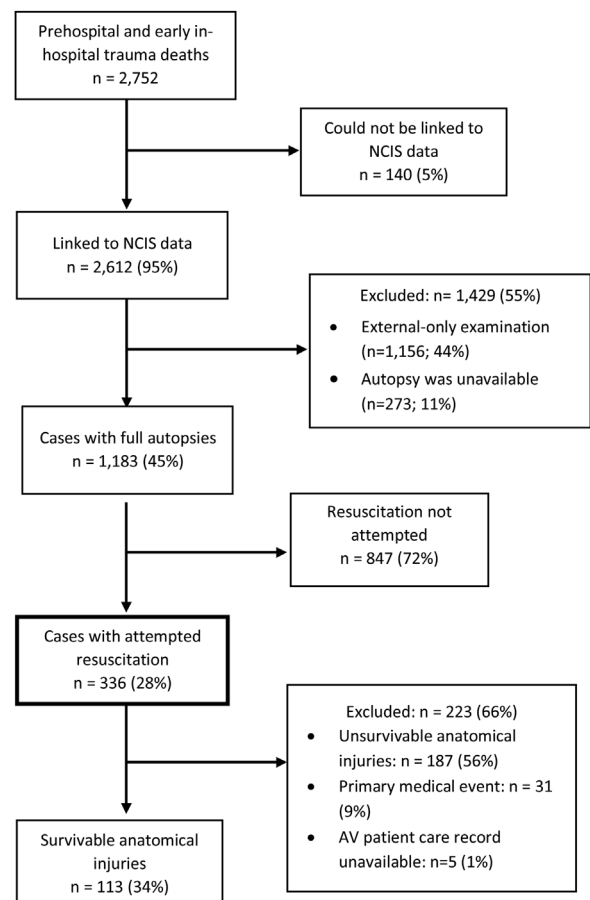 Prehospital and early in-
hospital trauma deaths
n = 2,752
Could not be linked to
NCIS data
n = 140 (5%)
Linked to NCIS data
n = 2,612 (95%)
Excluded: n= 1,429 (55%)
• External-only examination
(n=1,156; 44%)
• Autopsy was unavailable
(n=273; 11%)
Cases with full autopsies
n = 1,183 (45%)
Resuscitation not
attempted
n = 847 (72%)
Cases with attempted
resuscitation
n = 336 (28%)
Excluded: n = 223 (66%)
• Unsurvivable anatomical
injuries: n = 187 (56%)
• Primary medical event: n = 31
(9%)
• AV patient care record
unavailable: n=5 (1%)
Survivable anatomical
injuries
n = 113 (34%)